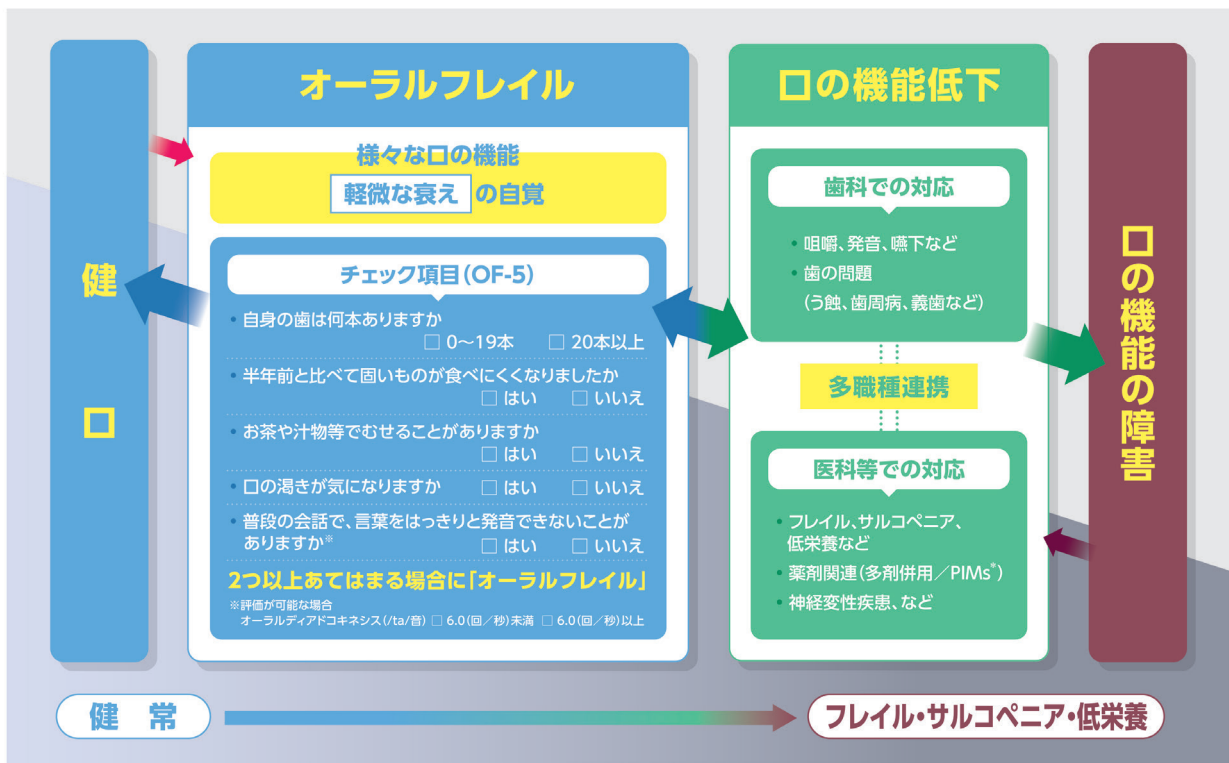 健口
オーラルフレイル
様々な口の機能
軽微な衰え の自覚
チェック項目(OF-5)
・自身の歯は何本ありますか
□ 0〜19本 □ 20本以上
・半年前と比べて固いものが食べにくくなりましたか
□ はい □ いいえ
・お茶や汁物等でむせることがありますか
□ はい □ いいえ
・口の渇きが気になりますか □ はい □ いいえ
・普段の会話で、言葉をはっきりと発音できないことが
ありますか※ □ はい □ いいえ
2つ以上あてはまる場合に「オーラルフレイル」
※評価が可能な場合
オーラルディアドコキネシス(/ta/音) □ 6.0(回/秒)未満 □ 6.0(回/秒)以上
口の機能低下
歯科での対応
・咀嚼、発音、嚥下など
・歯の問題
(う蝕、歯周病、義歯など)
多職種連携
医科等での対応
・フレイル、サルコペニア、
低栄養など
・薬剤関連(多剤併用/PIMs*)
・神経変性疾患、など
口の機能の障害
健常
フレイル・サルコペニア・低栄養